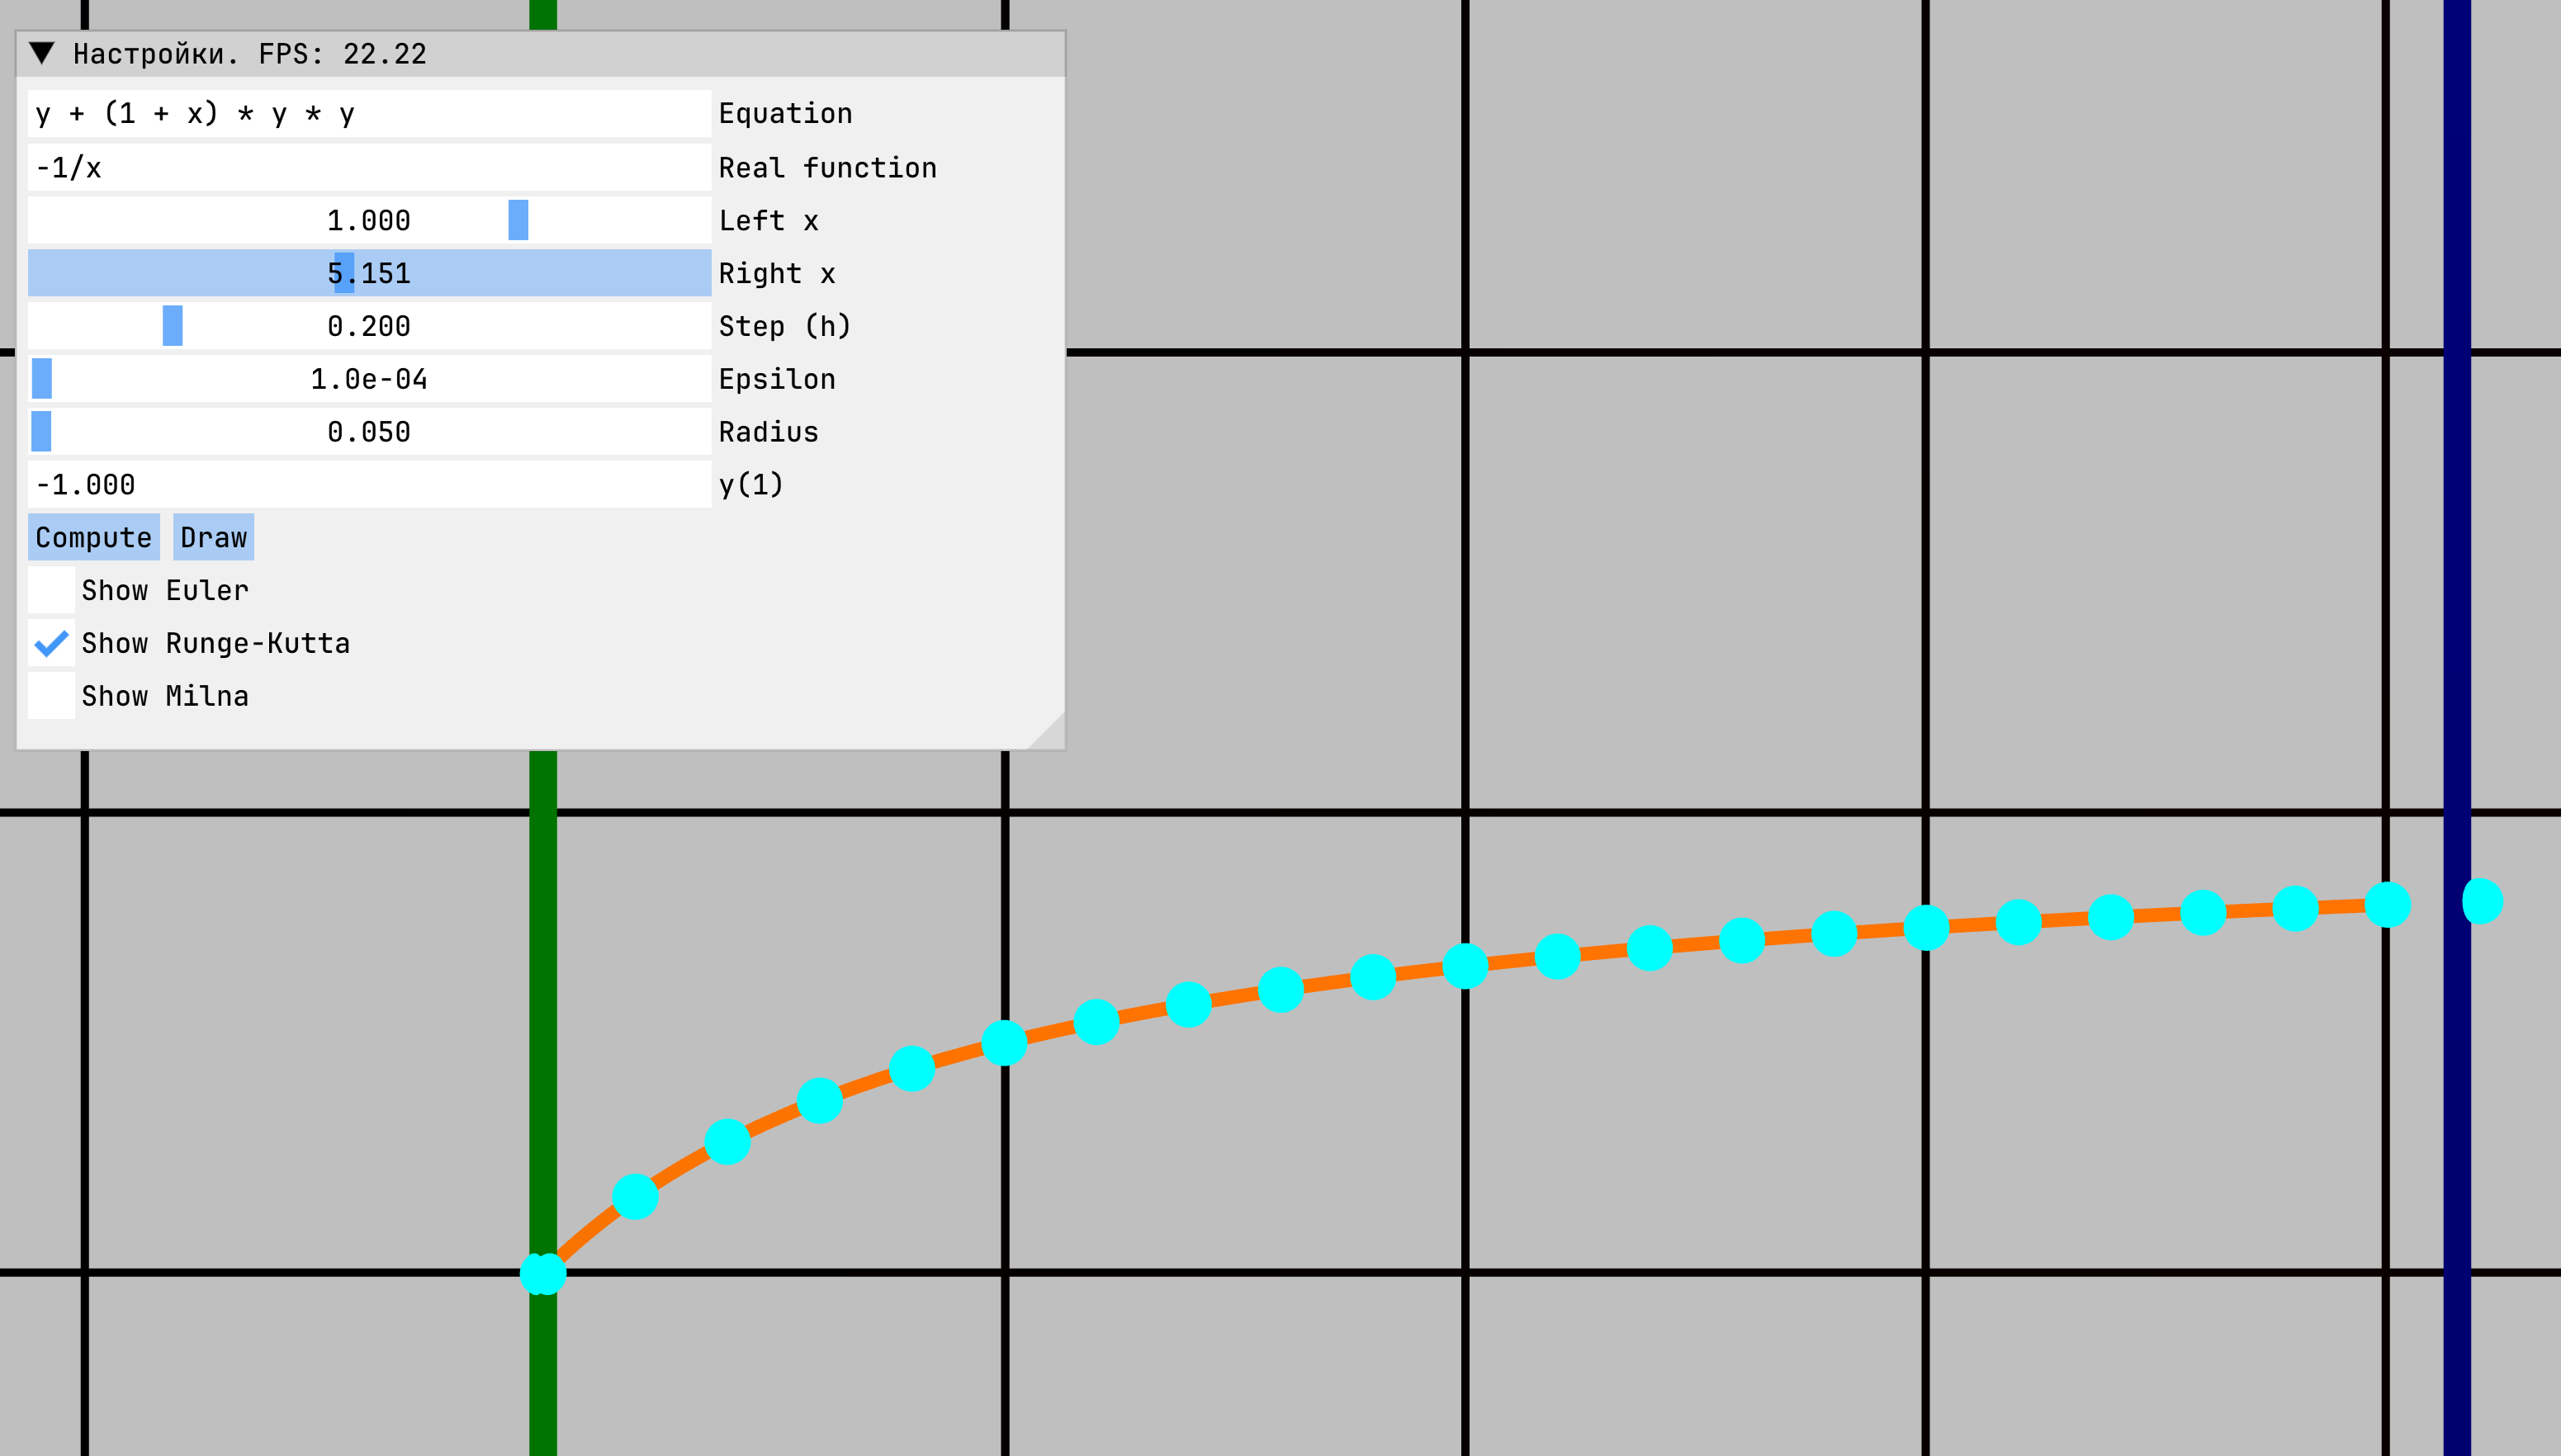 Настройки. FPS: 22.22
y + (1 + x) * y * y Equation
-1/x Real function
1.000 Left x
5.151 Right x
0.200 Step (h)
1.0e-04 Epsilon
0.050 Radius
-1.000 y(1)
Compute Draw
Show Euler
Show Runge-Kutta
Show Milna